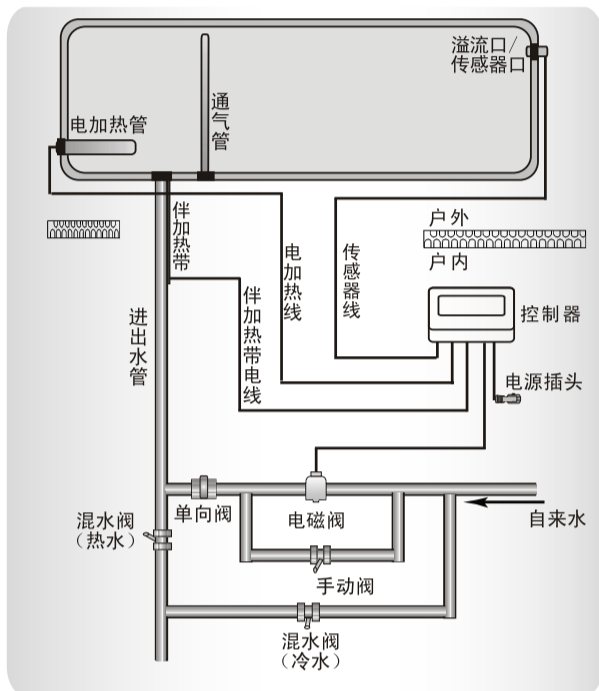 溢流口/
传感器口
通气管
电加热管
伴加热带
户外
户内
电加热线
传感器线
伴加热带电线
进出水管
控制器
电源插头
单向阀
电磁阀
自来水
混水阀
（热水）
手动阀
混水阀
（冷水）